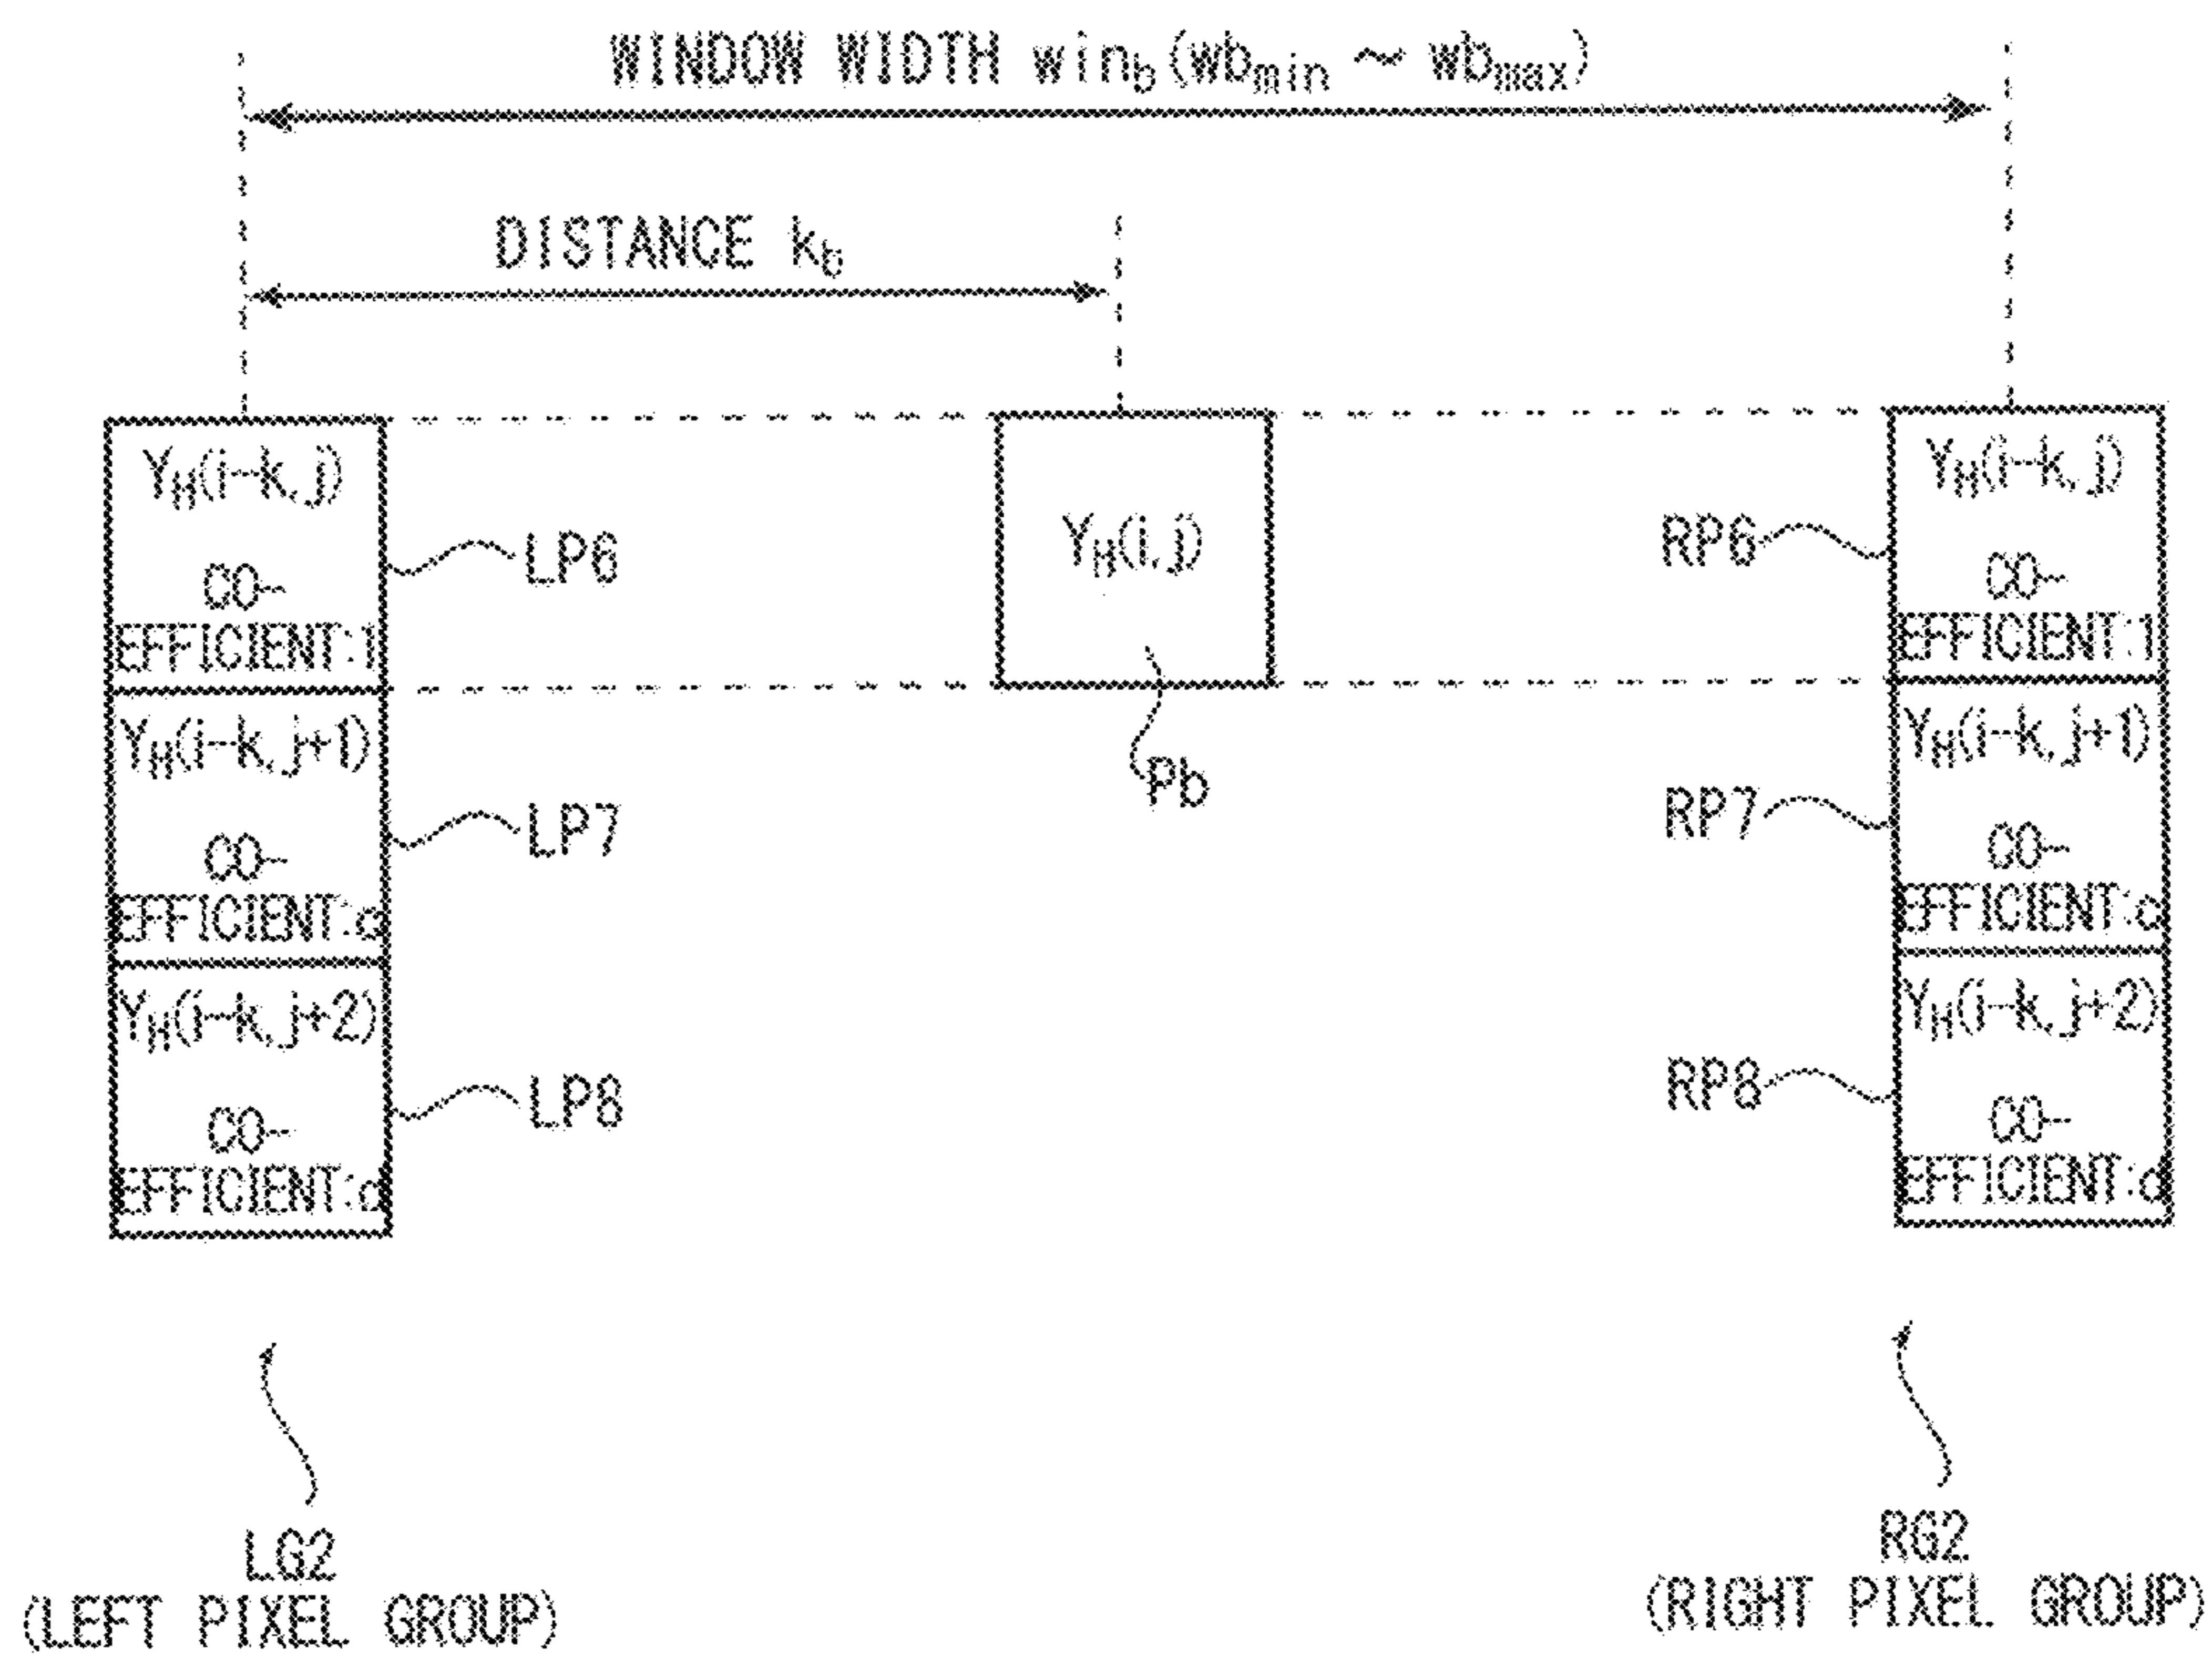 WINDOW WIDTH win_b(wb_min ~ wb_max)
DISTANCE k_b
Y_H(i-k, j)
CO-
EFFICIENT:1
LP6
Y_H(i, j)
Pb
RP6
Y_H(i-k, j)
CO-
EFFICIENT:1
Y_H(i-k, j+1)
CO-
EFFICIENT:
LP7
RP7
Y_H(i-k, j+1)
CO-
EFFICIENT:
Y_H(i-k, j+2)
CO-
EFFICIENT:d
LP8
RP8
Y_H(i-k, j+2)
CO-
EFFICIENT:d
LG2
(LEFT PIXEL GROUP)
RG2
(RIGHT PIXEL GROUP)